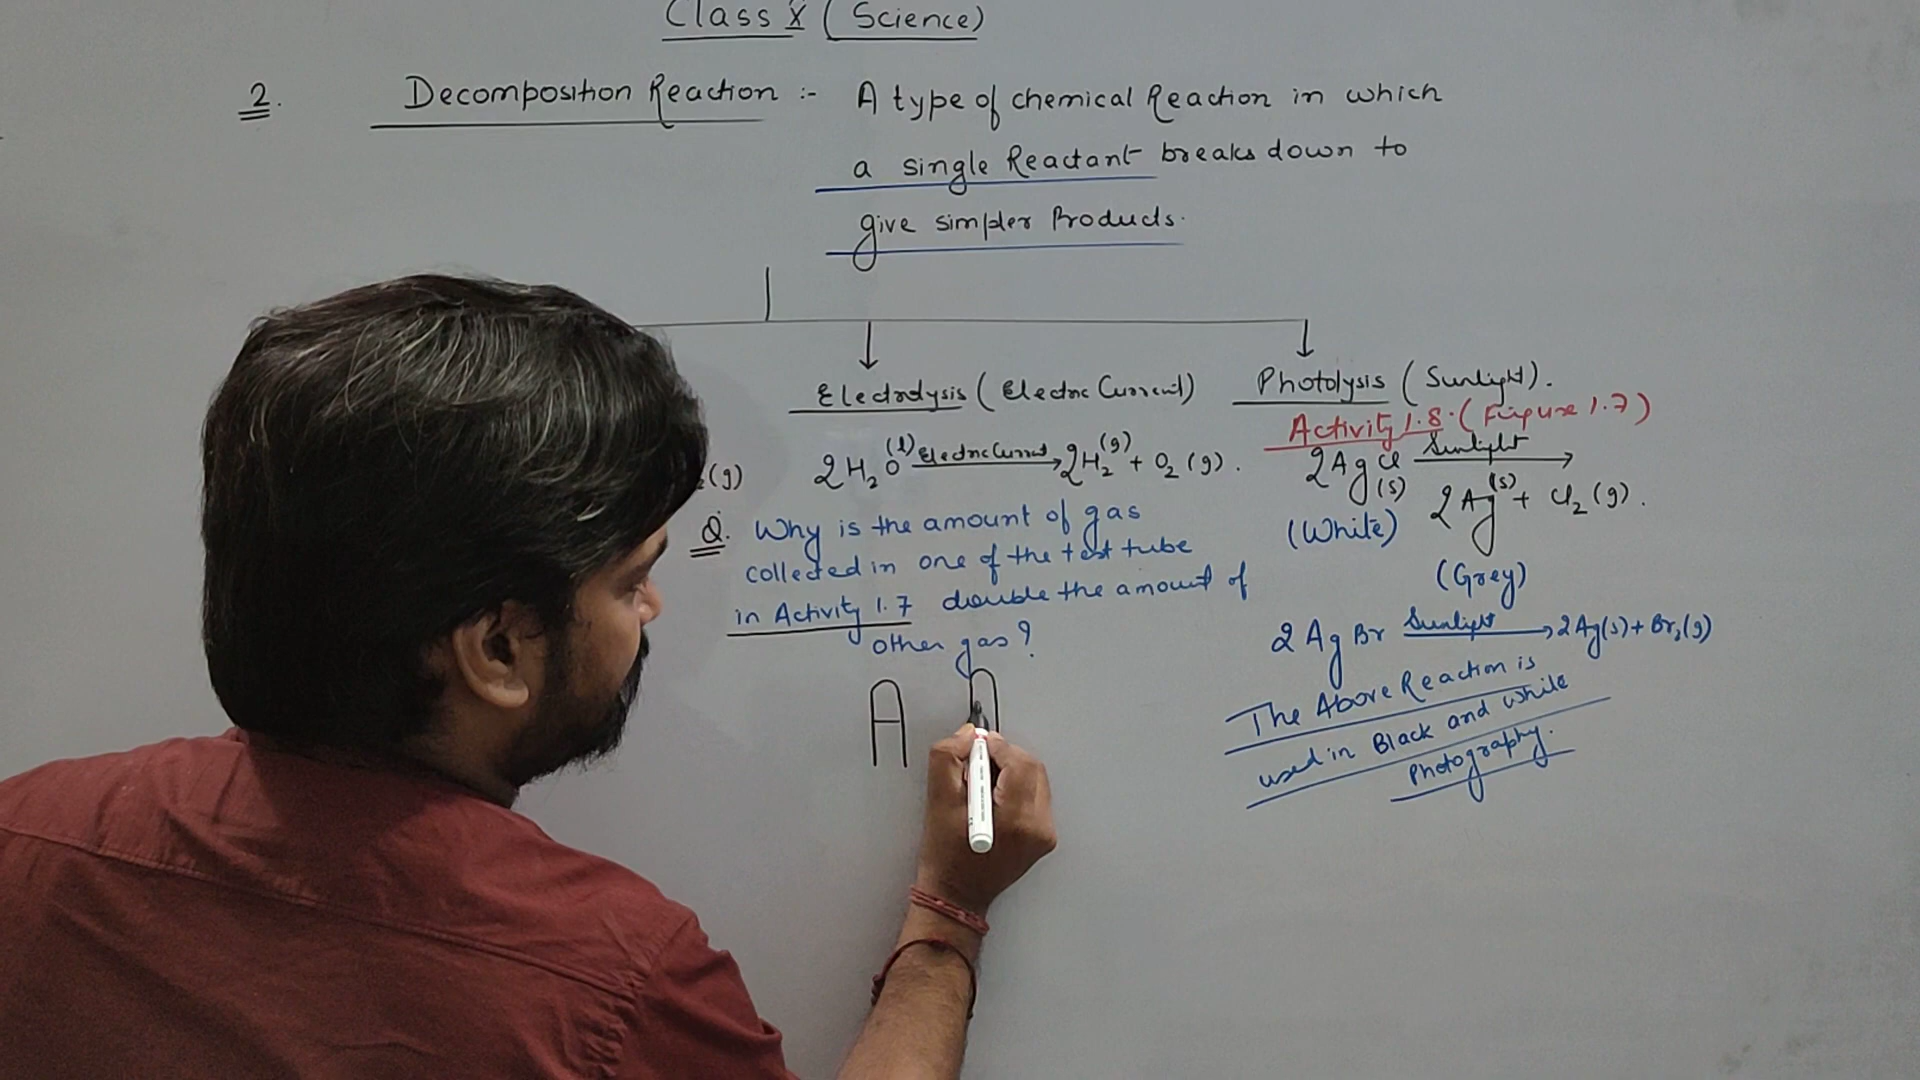 Class X (Science)
2. Decomposition Reaction :- A type of chemical Reaction in which
a single Reactant breaks down to
give simpler Products.
Electrolysis (Electric Current)
Photolysis (Sunlight).
Activity 1.8. (Figure 1.7)
(g)
2H₂O (l) Electric Current → 2H₂ (g) + O₂ (g).
2AgCl (s) Sunlight →
2Ag (s) + Cl₂ (g).
(White)
(Grey)
Q. Why is the amount of gas
collected in one of the test tube
in Activity 1.7 double the amount of
other gas?
2AgBr Sunlight → 2Ag(s) + Br₂(g)
The Above Reaction is
used in Black and White
Photography.